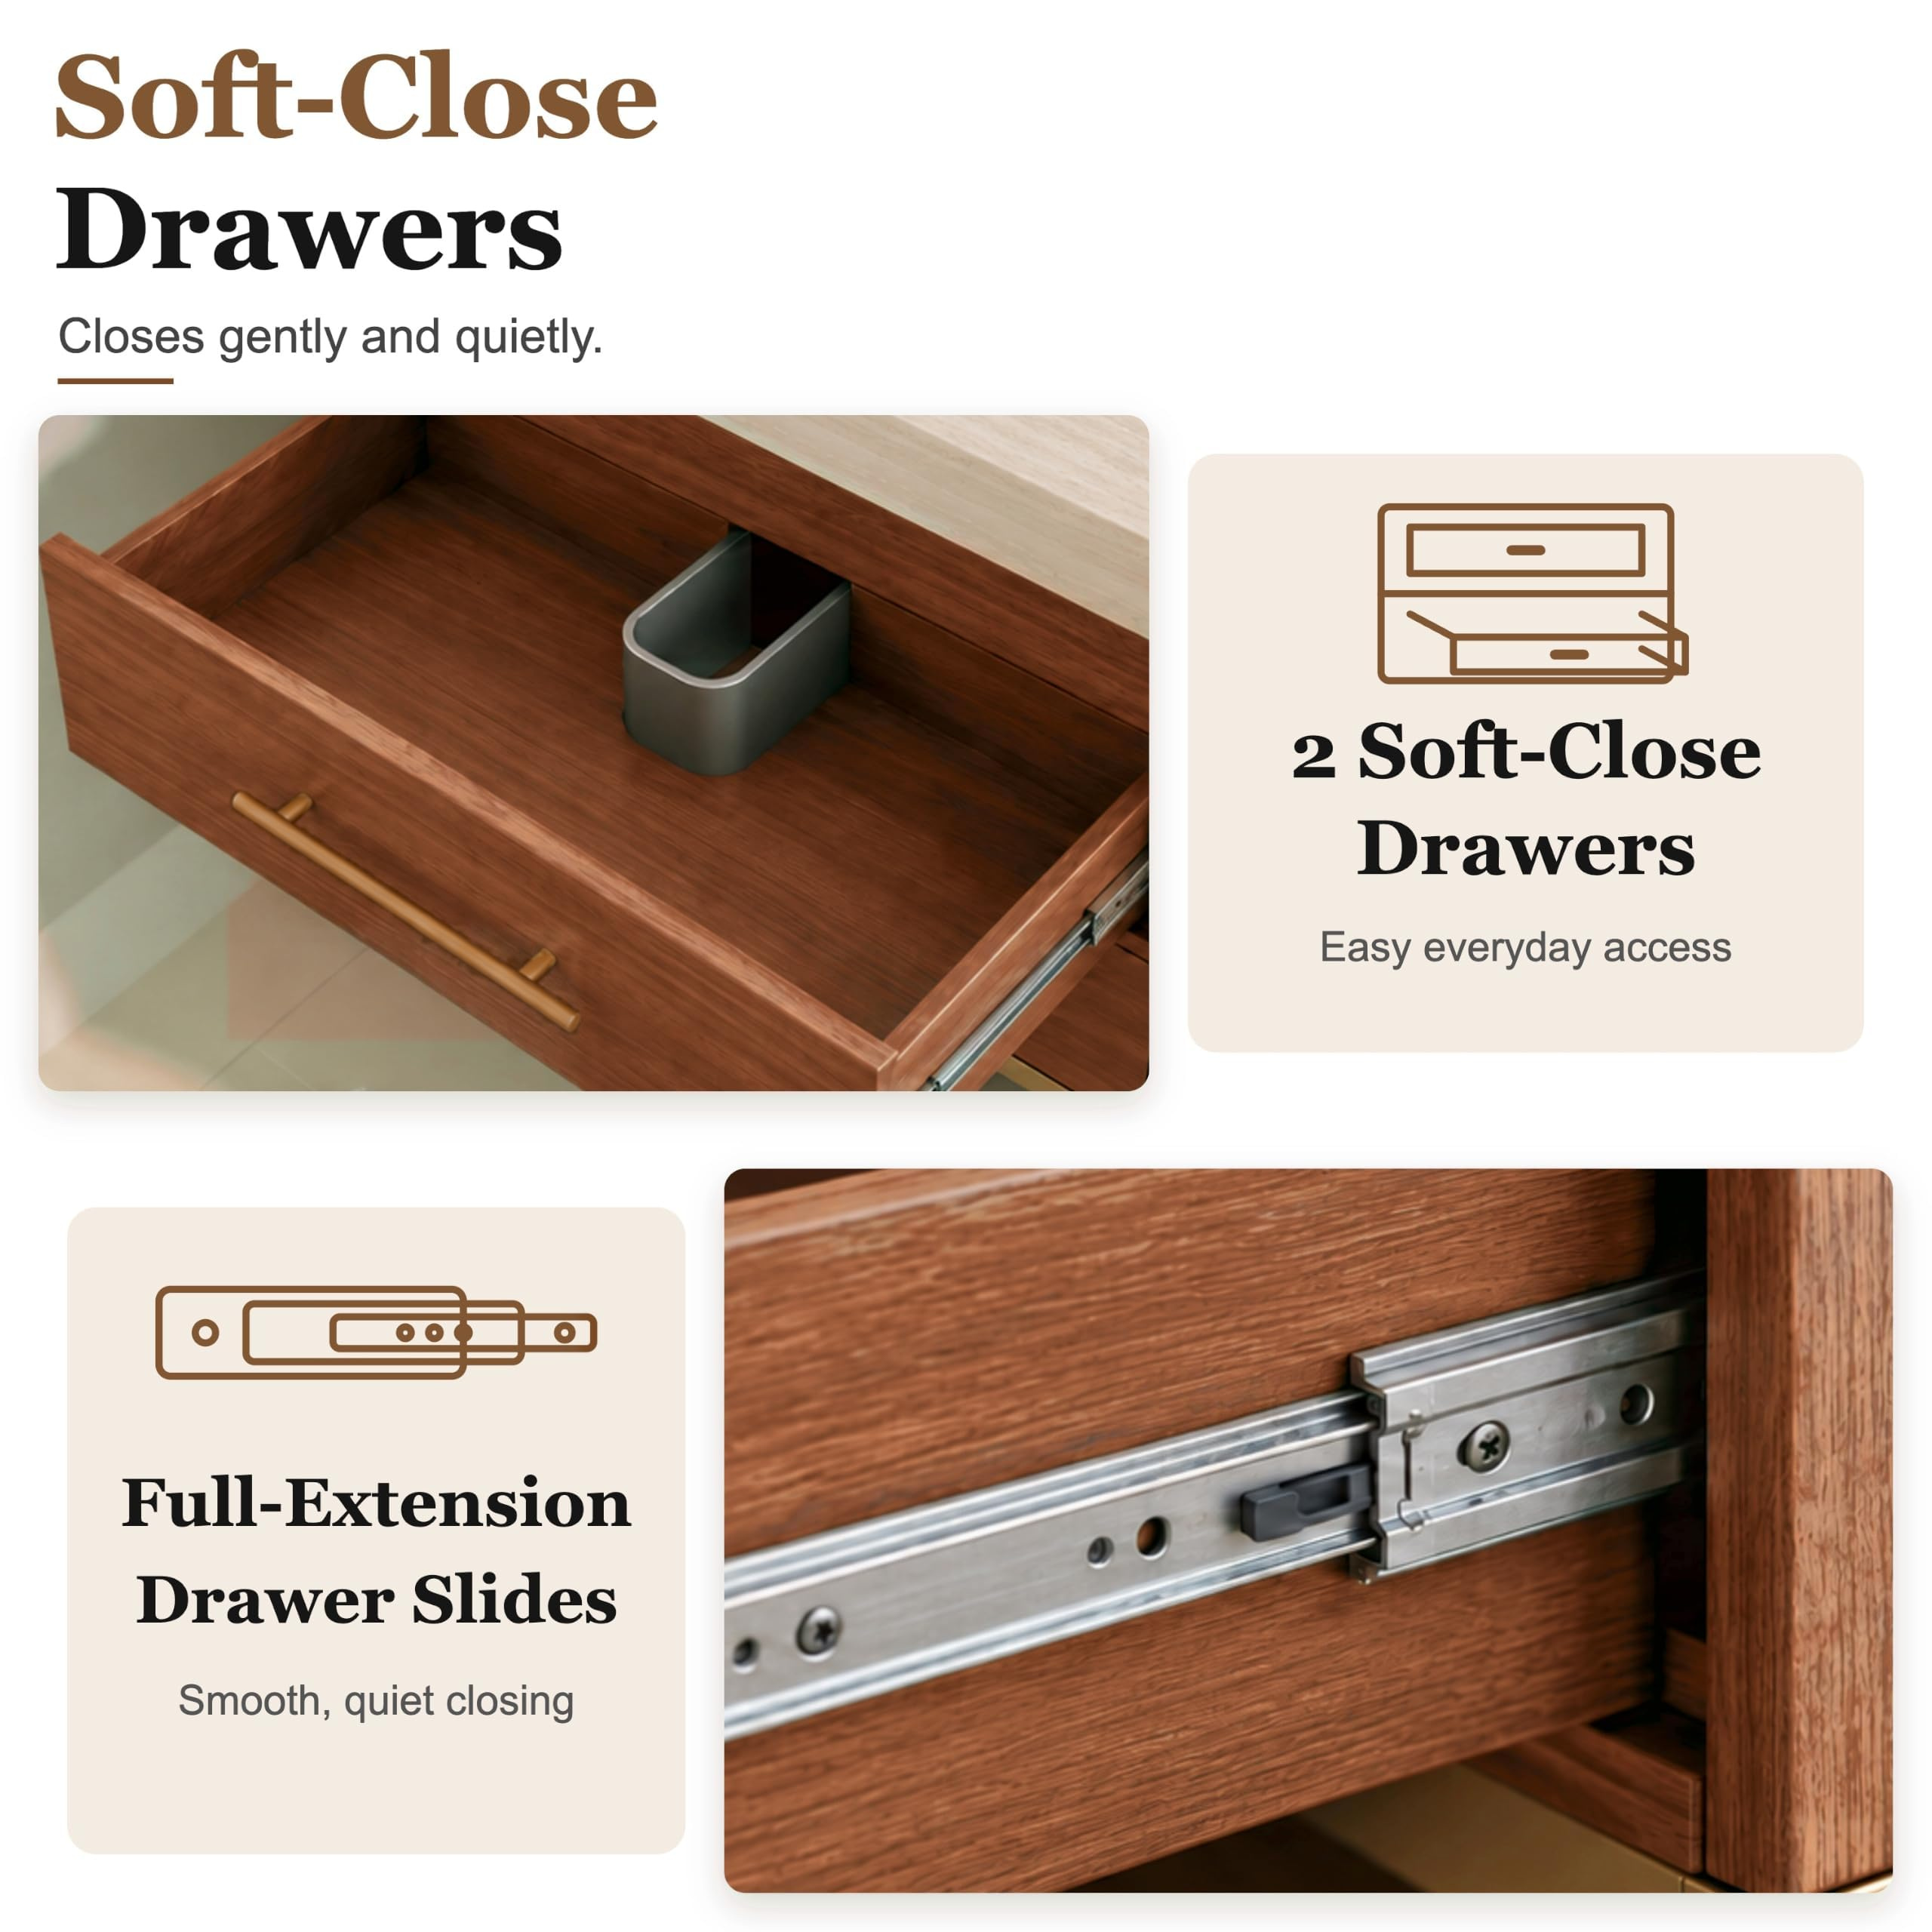 Soft-Close
Drawers
Closes gently and quietly.
2 Soft-Close
Drawers
Easy everyday access
Full-Extension
Drawer Slides
Smooth, quiet closing